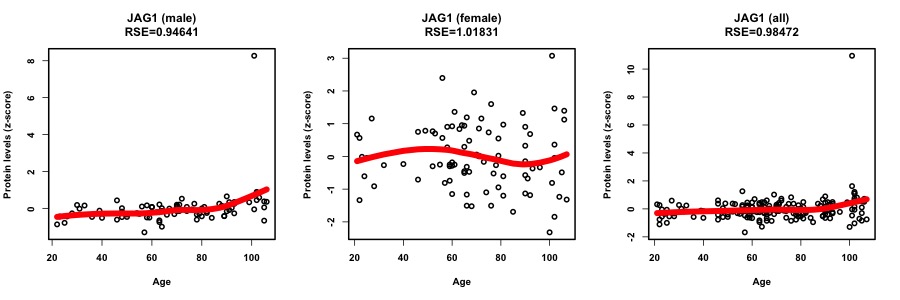 JAG1 (male)
RSE=0.94641
Protein levels (z-score)
8
6
4
2
0
20 40 60 80 100
Age
JAG1 (female)
RSE=1.01831
Protein levels (z-score)
3
2
1
0
-1
-2
20 40 60 80 100
Age
JAG1 (all)
RSE=0.98472
Protein levels (z-score)
10
8
6
4
2
0
-2
20 40 60 80 100
Age